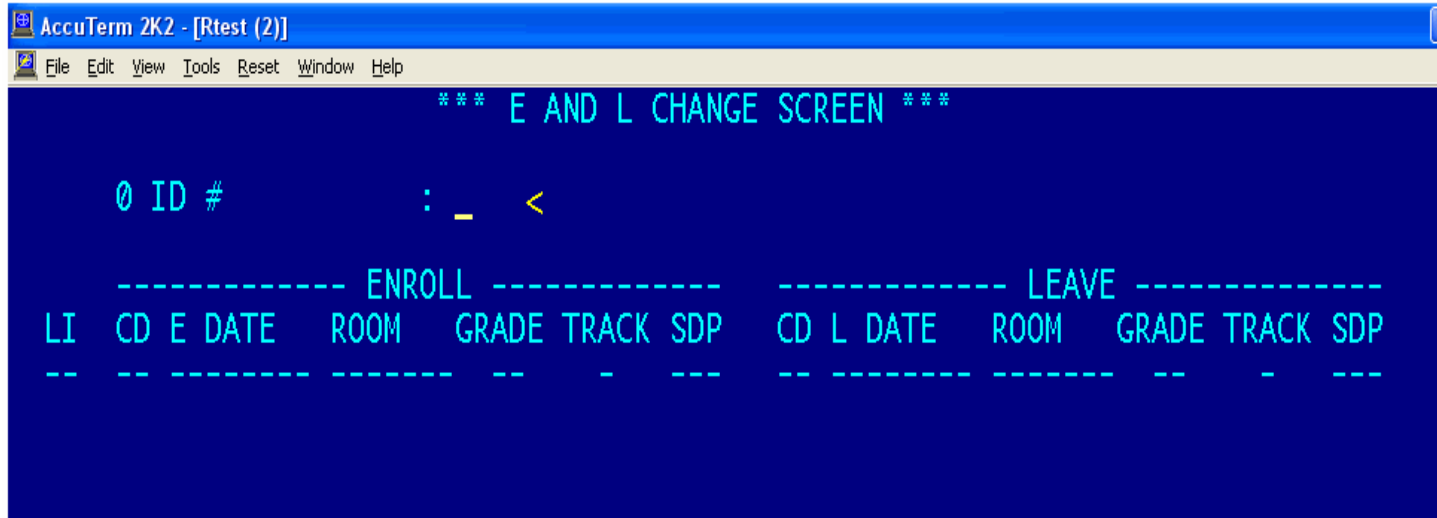 AccuTerm 2K2 - [Rtest (2)]
File Edit View Tools Reset Window Help
*** E AND L CHANGE SCREEN ***
0 ID # : _ <
------------- ENROLL ------------- ------------- LEAVE --------------
LI CD E DATE ROOM GRADE TRACK SDP CD L DATE ROOM GRADE TRACK SDP
-- -- -------- ------- -- - --- -- -------- ------- -- - ---